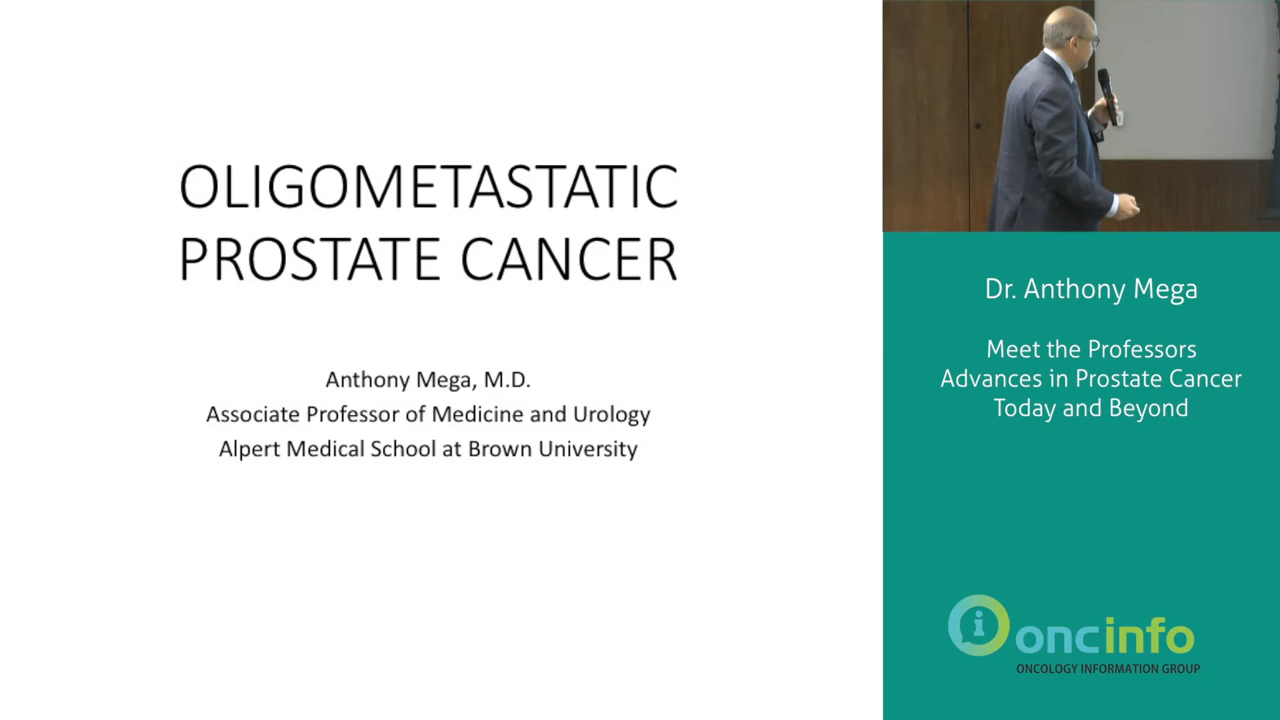 OLIGOMETASTATIC
PROSTATE CANCER
Anthony Mega, M.D.
Associate Professor of Medicine and Urology
Alpert Medical School at Brown University
Dr. Anthony Mega
Meet the Professors
Advances in Prostate Cancer
Today and Beyond
i oncinfo
ONCOLOGY INFORMATION GROUP